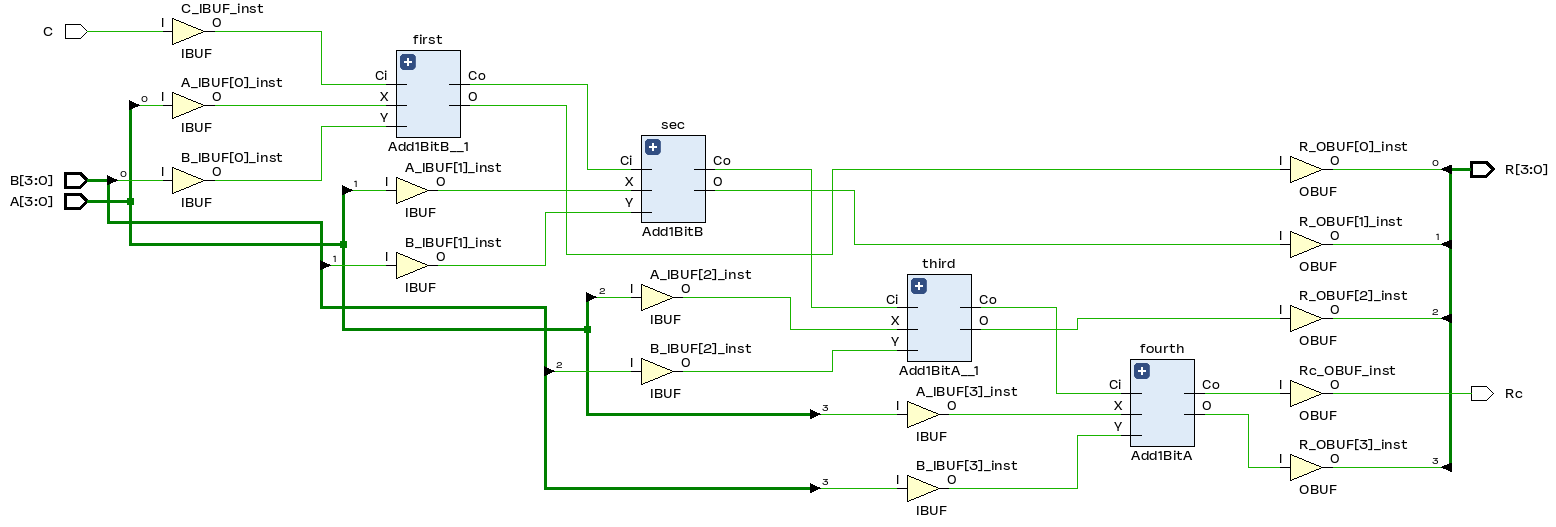 C_IBUF_inst
C I O
IBUF
first
A_IBUF[0]_inst
0 I O
IBUF
Ci Co
X O
Y
Add1BitB__1
B_IBUF[0]_inst
B[3:0] 0 I O
IBUF
A[3:0]
A_IBUF[1]_inst
1 I O
IBUF
B_IBUF[1]_inst
1 I O
IBUF
sec
Ci Co
X O
Y
Add1BitB
A_IBUF[2]_inst
2 I O
IBUF
B_IBUF[2]_inst
2 I O
IBUF
third
Ci Co
X O
Y
Add1BitA__1
A_IBUF[3]_inst
3 I O
IBUF
B_IBUF[3]_inst
3 I O
IBUF
fourth
Ci Co
X O
Y
Add1BitA
R_OBUF[0]_inst
I O 0 R[3:0]
OBUF
R_OBUF[1]_inst
I O 1
OBUF
R_OBUF[2]_inst
I O 2
OBUF
Rc_OBUF_inst
I O Rc
OBUF
R_OBUF[3]_inst
I O 3
OBUF